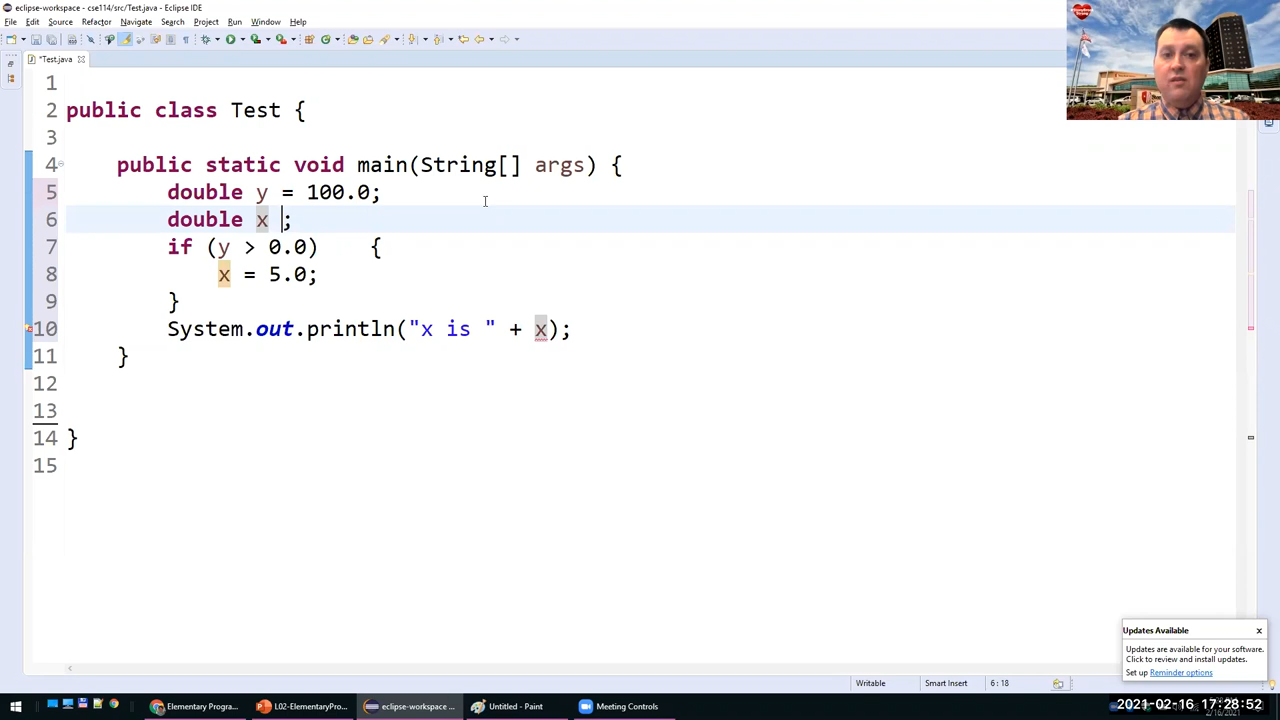 eclipse-workspace - cse114/src/Test.java - Eclipse IDE
File Edit Source Refactor Navigate Search Project Run Window Help
*Test.java
1
2 public class Test {
3
4 public static void main(String[] args) {
5 double y = 100.0;
6 double x ;
7 if (y > 0.0) {
8 x = 5.0;
9 }
10 System.out.println("x is " + x);
11 }
12
13
14 }
15
Updates Available
Updates are available for your software.
Click to review and install updates.
Set up Reminder options
Writable Smart Insert 6 : 18
Elementary Progra... L02-ElementaryPro... eclipse-workspace ... Untitled - Paint Meeting Controls
2021-02-16 17:28:52